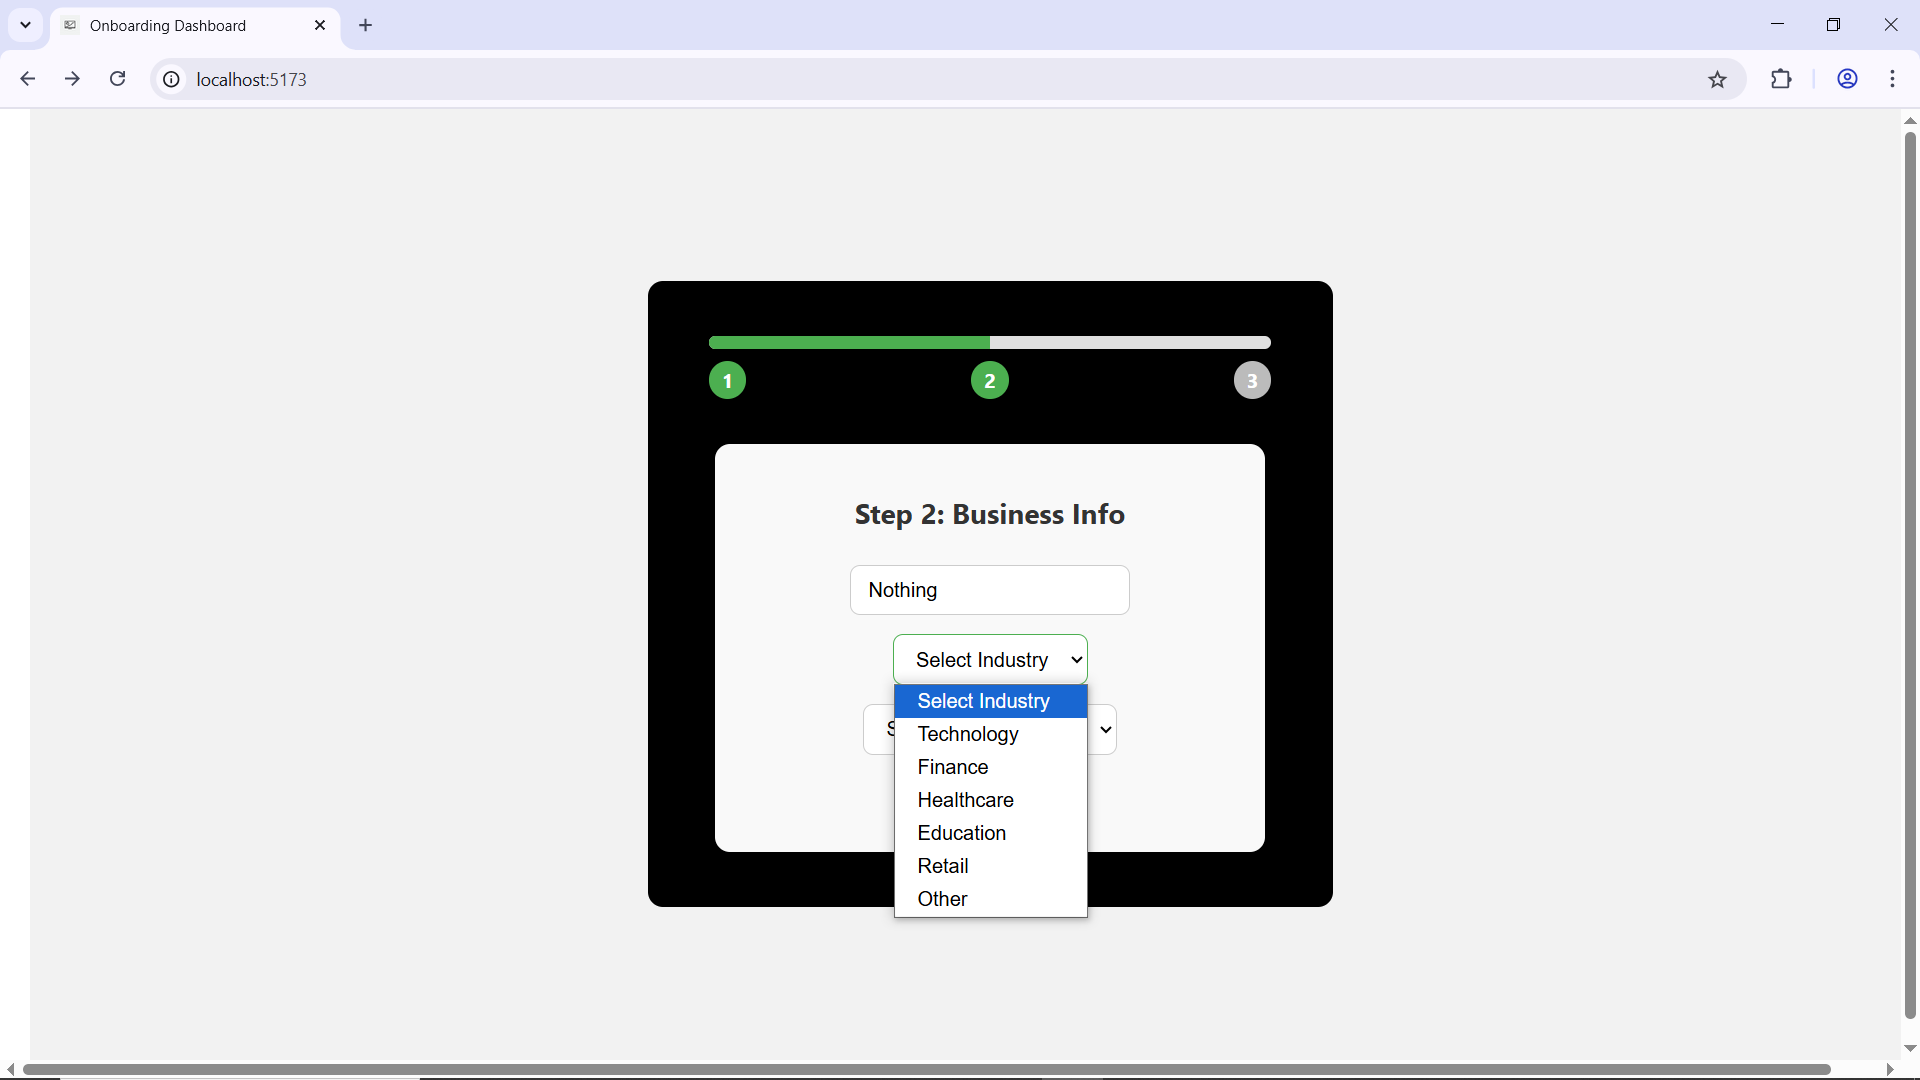 Onboarding Dashboard
localhost:5173
1
2
3
Step 2: Business Info
Nothing
Select Industry
Select Industry
Technology
Finance
Healthcare
Education
Retail
Other